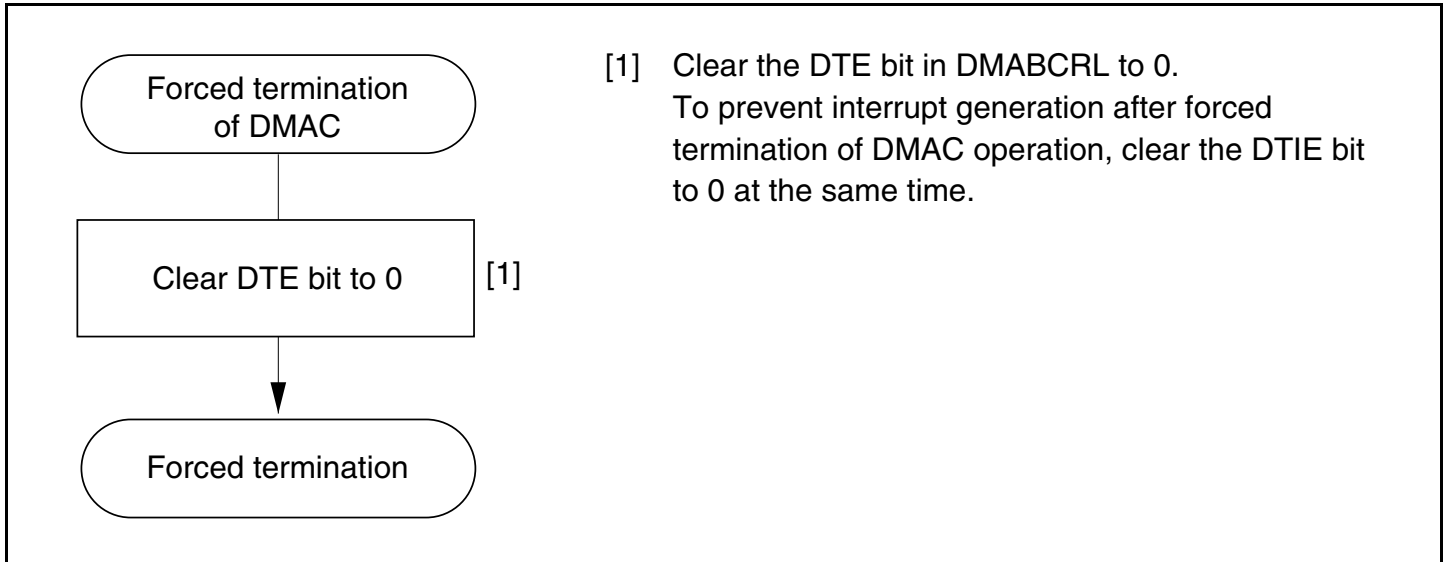 Forced termination
of DMAC
Clear DTE bit to 0
[1]
Forced termination
[1] Clear the DTE bit in DMABCRL to 0.
To prevent interrupt generation after forced
termination of DMAC operation, clear the DTIE bit
to 0 at the same time.